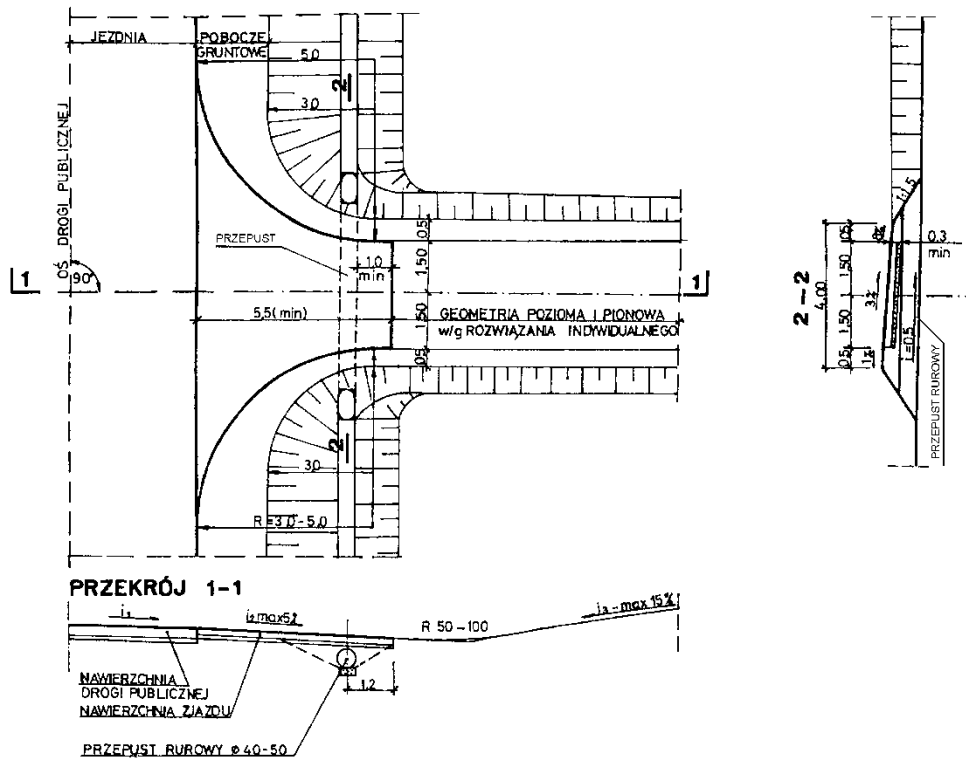 JEZDNIA
POBOCZE
GRUNTOWE
5,0
2
3,0
OŚ DROGI PUBLICZNEJ
PRZEPUST
0,5
1,0
min
1,50
1
90°
1
5,5(min)
1,50
GEOMETRIA POZIOMA I PIONOWA
w/g ROZWIĄZANIA INDYWIDUALNEGO
0,5
2
3,0
R=3,0-5,0
1:1,5
0,5
8%
0,3
min
1,50
2-2
4,00
3%
1,50
i=0,5
0,5
1%
PRZEPUST RUROWY
PRZEKRÓJ 1-1
i₁
i₂ max5%
R 50-100
i₃-max 15%
NAWIERZCHNIA
DROGI PUBLICZNEJ
NAWIERZCHNIA ZJAZDU
1,2
PRZEPUST RUROWY ø 40-50